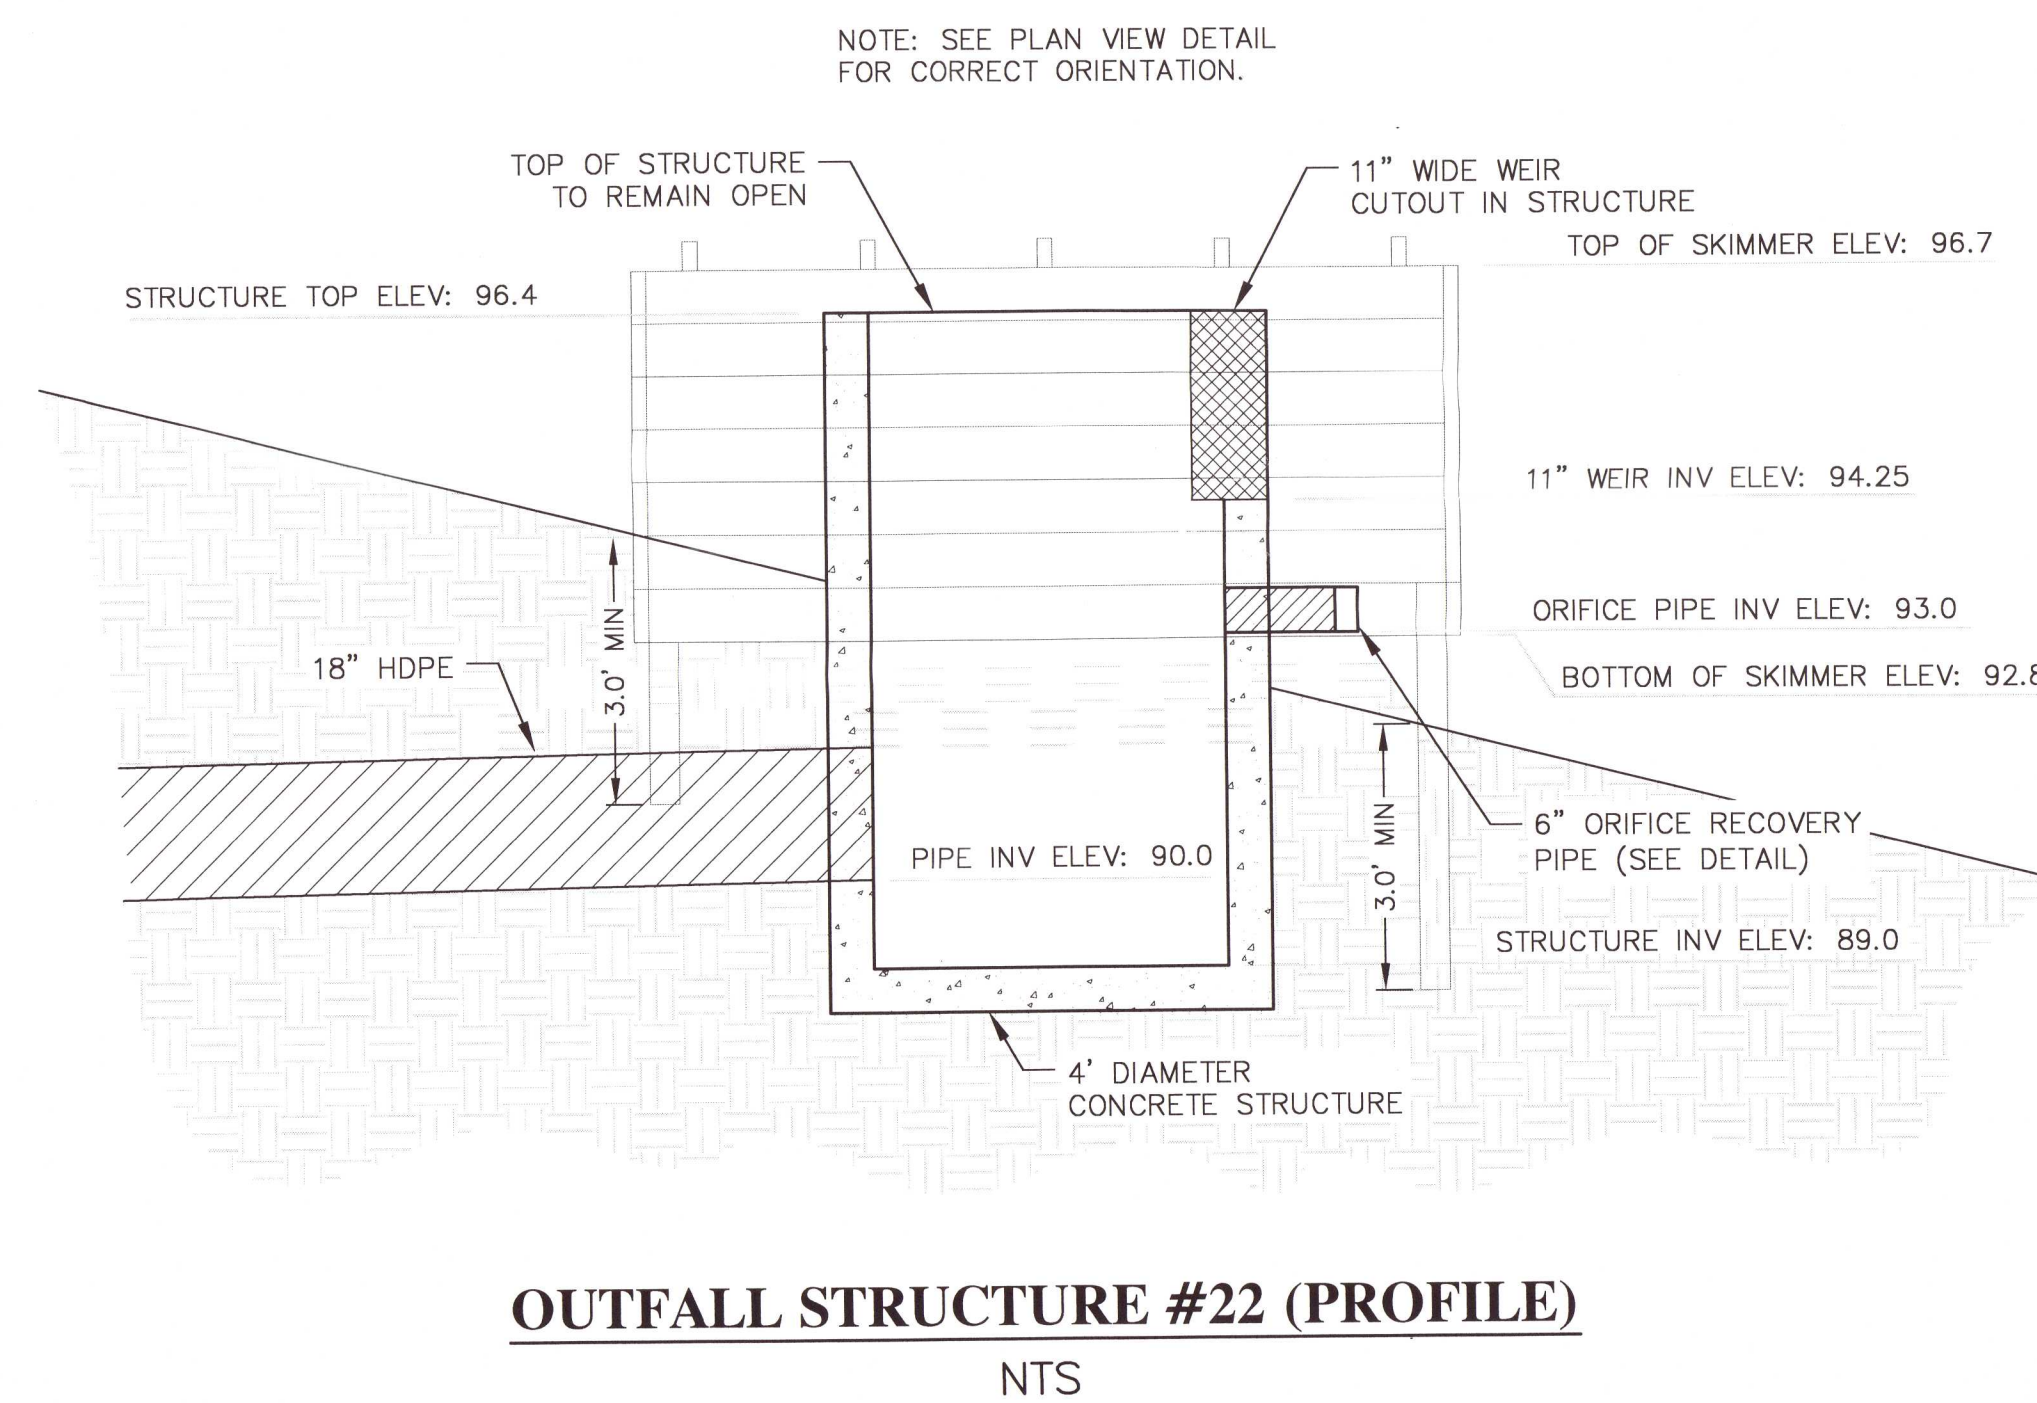 NOTE: SEE PLAN VIEW DETAIL
FOR CORRECT ORIENTATION.
TOP OF STRUCTURE
TO REMAIN OPEN
11” WIDE WEIR
CUTOUT IN STRUCTURE
TOP OF SKIMMER ELEV: 96.7
STRUCTURE TOP ELEV: 96.4
11” WEIR INV ELEV: 94.25
ORIFICE PIPE INV ELEV: 93.0
BOTTOM OF SKIMMER ELEV: 92.8
18” HDPE
3.0’ MIN
PIPE INV ELEV: 90.0
3.0’ MIN
6” ORIFICE RECOVERY
PIPE (SEE DETAIL)
STRUCTURE INV ELEV: 89.0
4’ DIAMETER
CONCRETE STRUCTURE
OUTFALL STRUCTURE #22 (PROFILE)
NTS